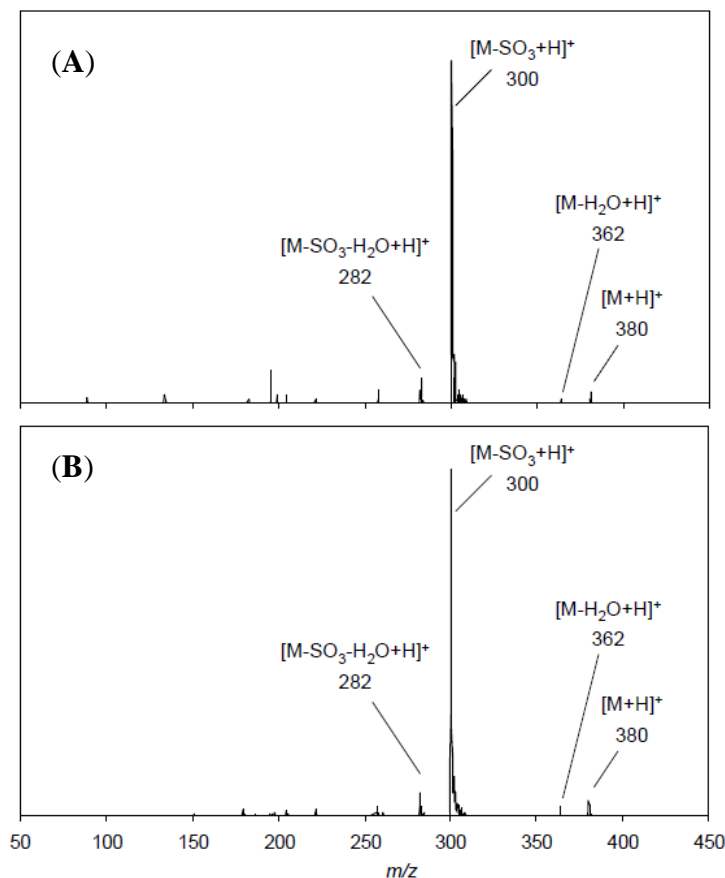 (A)
[M-SO₃+H]⁺
300
[M-H₂O+H]⁺
362
[M-SO₃-H₂O+H]⁺
282
[M+H]⁺
380
(B)
[M-SO₃+H]⁺
300
[M-H₂O+H]⁺
362
[M-SO₃-H₂O+H]⁺
282
[M+H]⁺
380
50 100 150 200 250 300 350 400 450
m/z